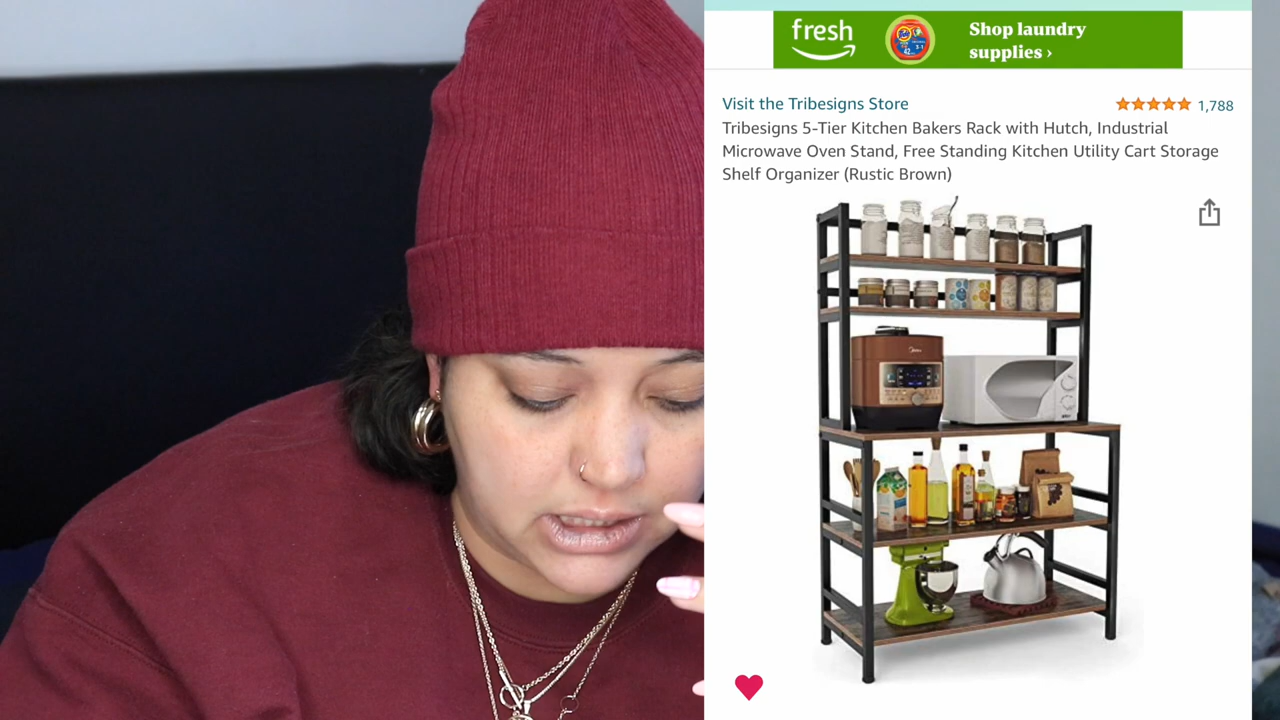 fresh
Shop laundry
supplies ›
Visit the Tribesigns Store
1,788
Tribesigns 5-Tier Kitchen Bakers Rack with Hutch, Industrial
Microwave Oven Stand, Free Standing Kitchen Utility Cart Storage
Shelf Organizer (Rustic Brown)